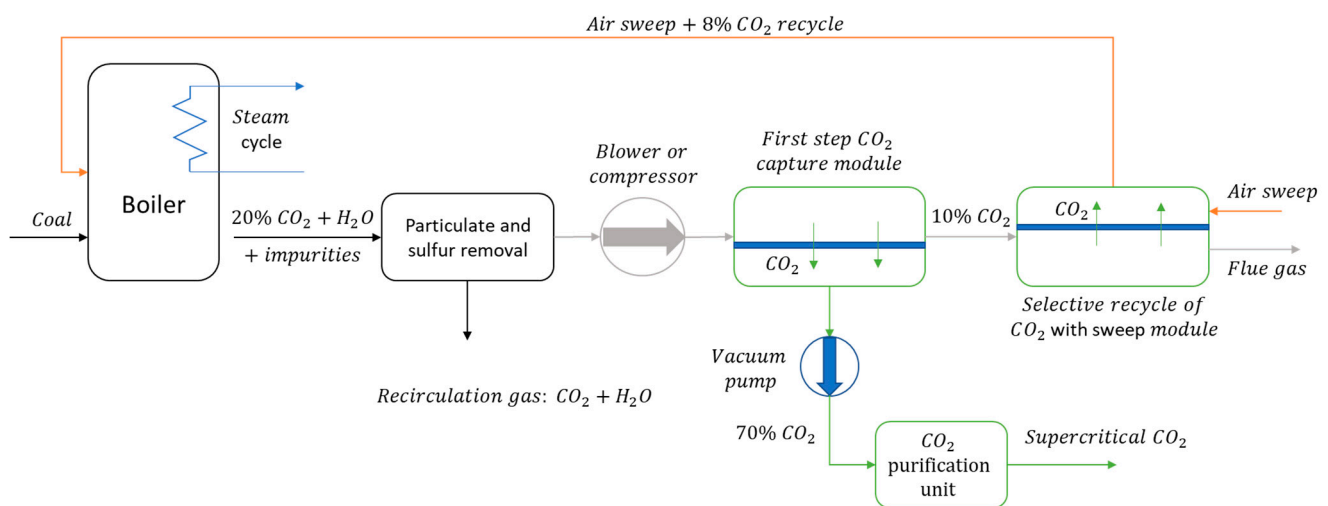 Air sweep + 8% CO₂ recycle
Steam
cycle
Boiler
Coal
20% CO₂ + H₂O
+ impurities
Particulate and
sulfur removal
Blower or
compressor
First step CO₂
capture module
CO₂
10% CO₂
CO₂
Air sweep
Flue gas
Selective recycle of
CO₂ with sweep module
Vacuum
pump
Recirculation gas: CO₂ + H₂O
70% CO₂
CO₂
purification
unit
Supercritical CO₂